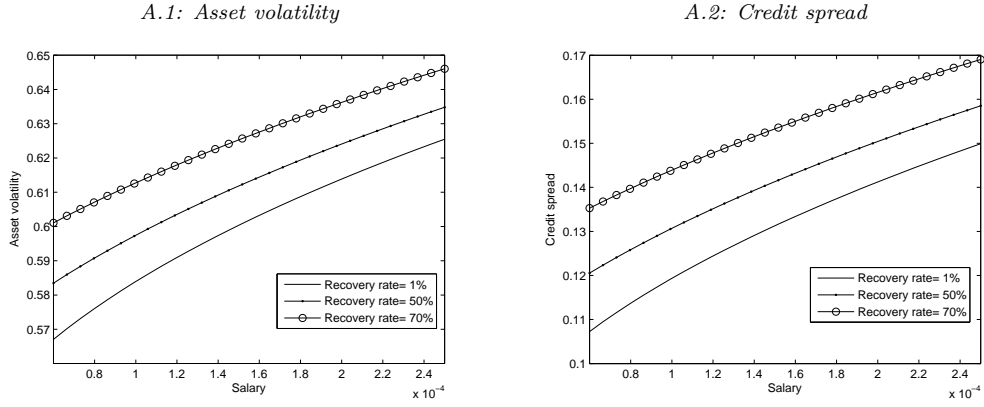 A.1: Asset volatility
0.65
0.64
0.63
0.62
0.61
0.6
0.59
0.58
0.57
Asset volatility
Recovery rate= 1%
Recovery rate= 50%
Recovery rate= 70%
0.8 1 1.2 1.4 1.6 1.8 2 2.2 2.4
Salary
x 10⁻⁴
A.2: Credit spread
0.17
0.16
0.15
0.14
0.13
0.12
0.11
0.1
Credit spread
Recovery rate= 1%
Recovery rate= 50%
Recovery rate= 70%
0.8 1 1.2 1.4 1.6 1.8 2 2.2 2.4
Salary
x 10⁻⁴